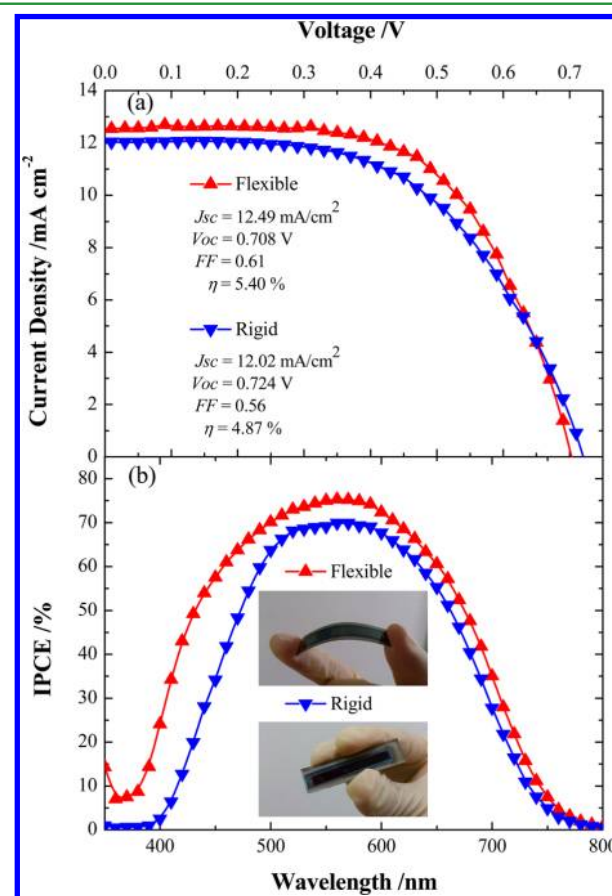 Voltage /V
0.0 0.1 0.2 0.3 0.4 0.5 0.6 0.7
14
12
10
8
6
4
2
0
Current Density /mA cm⁻²
(a)
Flexible
Jsc = 12.49 mA/cm²
Voc = 0.708 V
FF = 0.61
η = 5.40 %
Rigid
Jsc = 12.02 mA/cm²
Voc = 0.724 V
FF = 0.56
η = 4.87 %
80
70
60
50
40
30
20
10
0
IPCE /%
(b)
Flexible
Rigid
400 500 600 700 800
Wavelength /nm